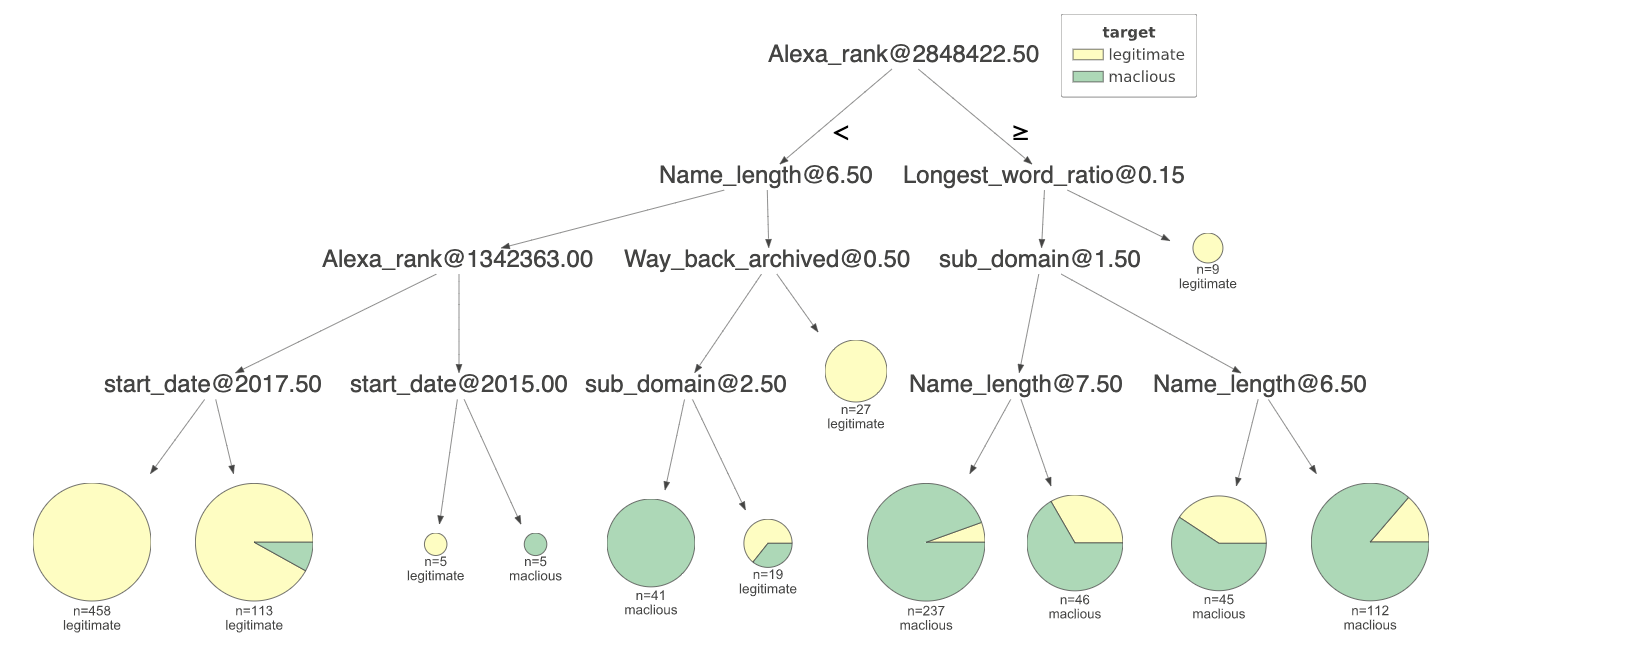 target
legitimate
maclious
Alexa_rank@2848422.50
<
≥
Name_length@6.50
Longest_word_ratio@0.15
Alexa_rank@1342363.00
Way_back_archived@0.50
sub_domain@1.50
n=9
legitimate
start_date@2017.50
start_date@2015.00
sub_domain@2.50
n=27
legitimate
Name_length@7.50
Name_length@6.50
n=458
legitimate
n=113
legitimate
n=5
legitimate
n=5
maclious
n=41
maclious
n=19
legitimate
n=237
maclious
n=46
maclious
n=45
maclious
n=112
maclious